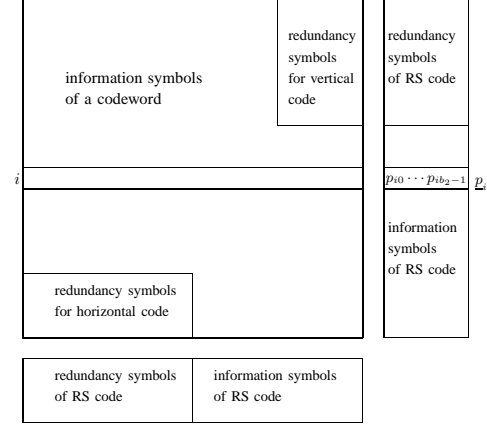 information symbols
of a codeword
redundancy
symbols
for vertical
code
redundancy
symbols
of RS code
i
p_{i0} ⋯ p_{ib_2−1}
p_i
information
symbols
of RS code
redundancy symbols
for horizontal code
redundancy symbols
of RS code
information symbols
of RS code